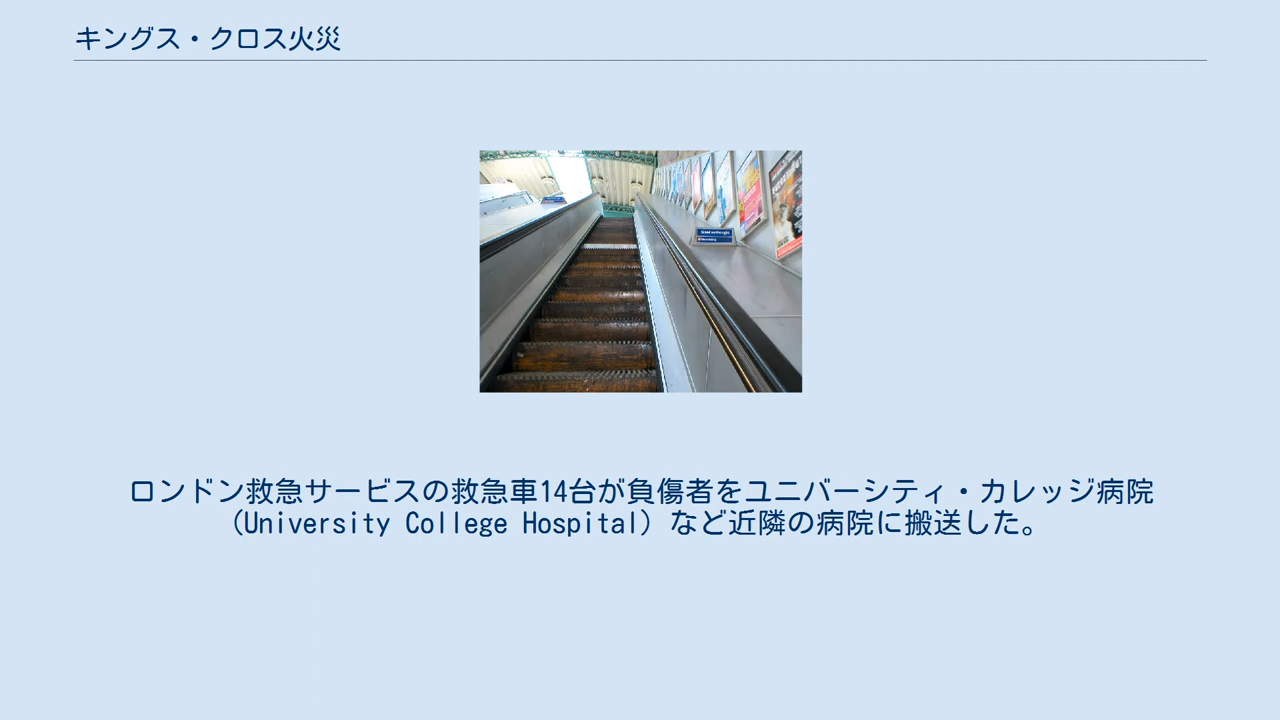 キングス・クロス火災
ロンドン救急サービスの救急車14台が負傷者をユニバーシティ・カレッジ病院
（University College Hospital）など近隣の病院に搬送した。